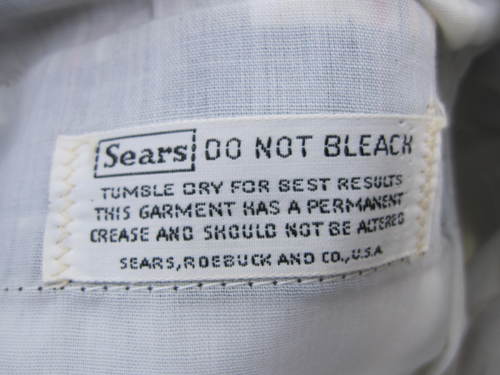 Sears DO NOT BLEACH
TUMBLE DRY FOR BEST RESULTS
THIS GARMENT HAS A PERMANENT
CREASE AND SHOULD NOT BE ALTERED
SEARS, ROEBUCK AND CO., U.S.A